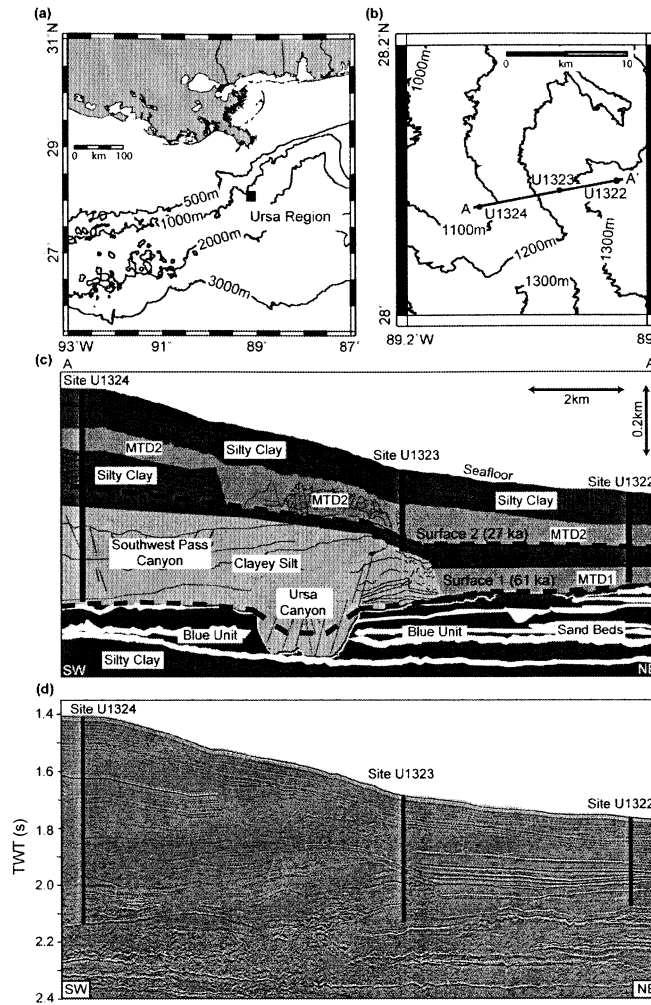 (a)
31˚N
29˚
27˚
93˚W
91˚
89˚
87˚
0 km 100
500m
1000m
2000m
3000m
Ursa Region
(b)
28.2˚N
28˚
89.2˚W
89
0 km 10
1000m
U1323
A'
A
U1322
U1324
1100m
1200m
1300m
1300m
(c)
A
A
Site U1324
2km
0.2km
MTD2
Silty Clay
Site U1323
Seafloor
Site U1322
Silty Clay
MTD2
Silty Clay
Surface 2 (27 ka)
MTD2
Southwest Pass
Canyon
Clayey Silt
Surface 1 (61 ka)
MTD1
Ursa
Canyon
Blue Unit
Blue Unit
Sand Beds
Silty Clay
SW
NE
(d)
1.4
Site U1324
1.6
Site U1323
Site U1322
1.8
TWT (s)
2.0
2.2
2.4
SW
NE